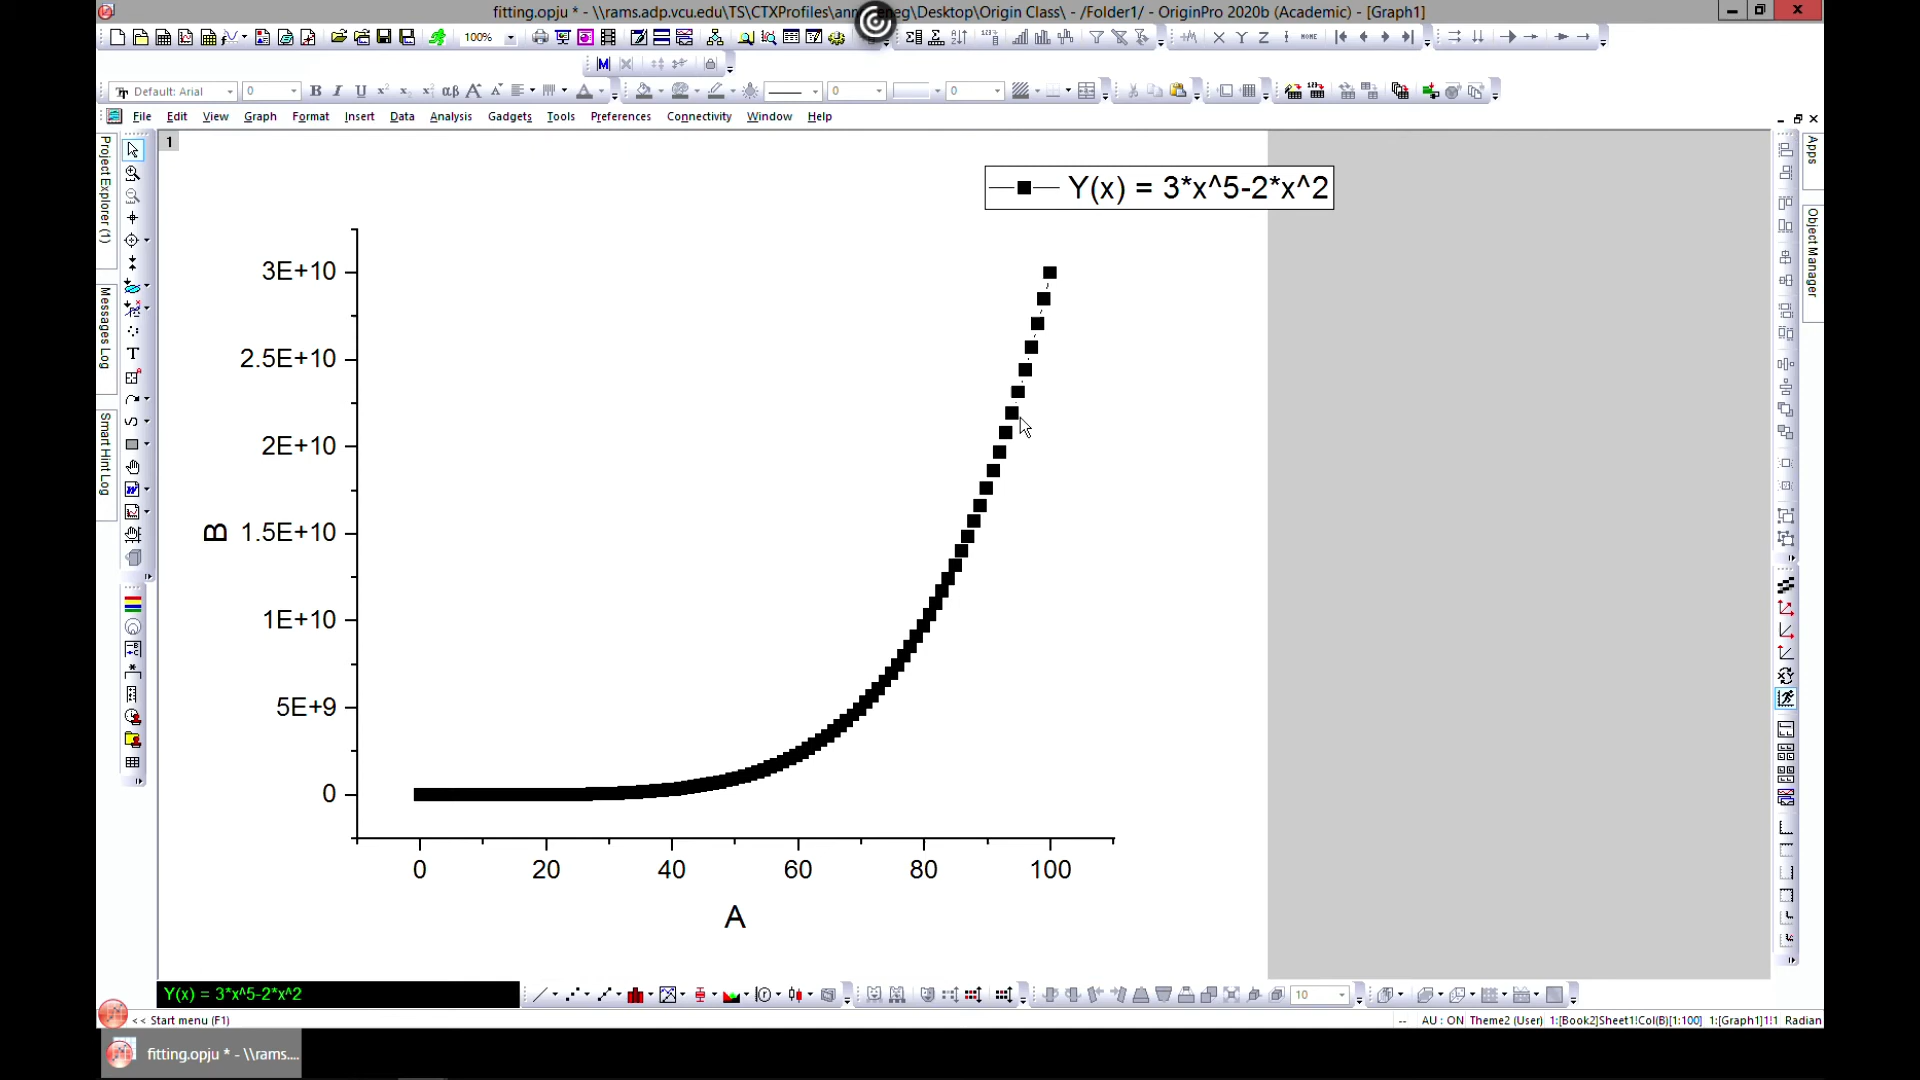 fitting.opju * - \\rams.adp.vcu.edu\TS\CTXProfiles\ann eneg\Desktop\Origin Class\ - /Folder1/ - OriginPro 2020b (Academic) - [Graph1]
100%
Default: Arial 0 B I U αβ A A A 0 0
File Edit View Graph Format Insert Data Analysis Gadgets Tools Preferences Connectivity Window Help
1
Project Explorer (1)
Messages Log
Smart Hint Log
Apps
Object Manager
Y(x) = 3*x^5-2*x^2
3E+10
2.5E+10
2E+10
1.5E+10
1E+10
5E+9
0
B
0 20 40 60 80 100
A
Y(x) = 3*x^5-2*x^2
10
<< Start menu (F1)
-- AU : ON Theme2 (User) 1:[Book2]Sheet1!Col(B)[1:100] 1:[Graph1]1!1 Radian
fitting.opju * - \\rams....